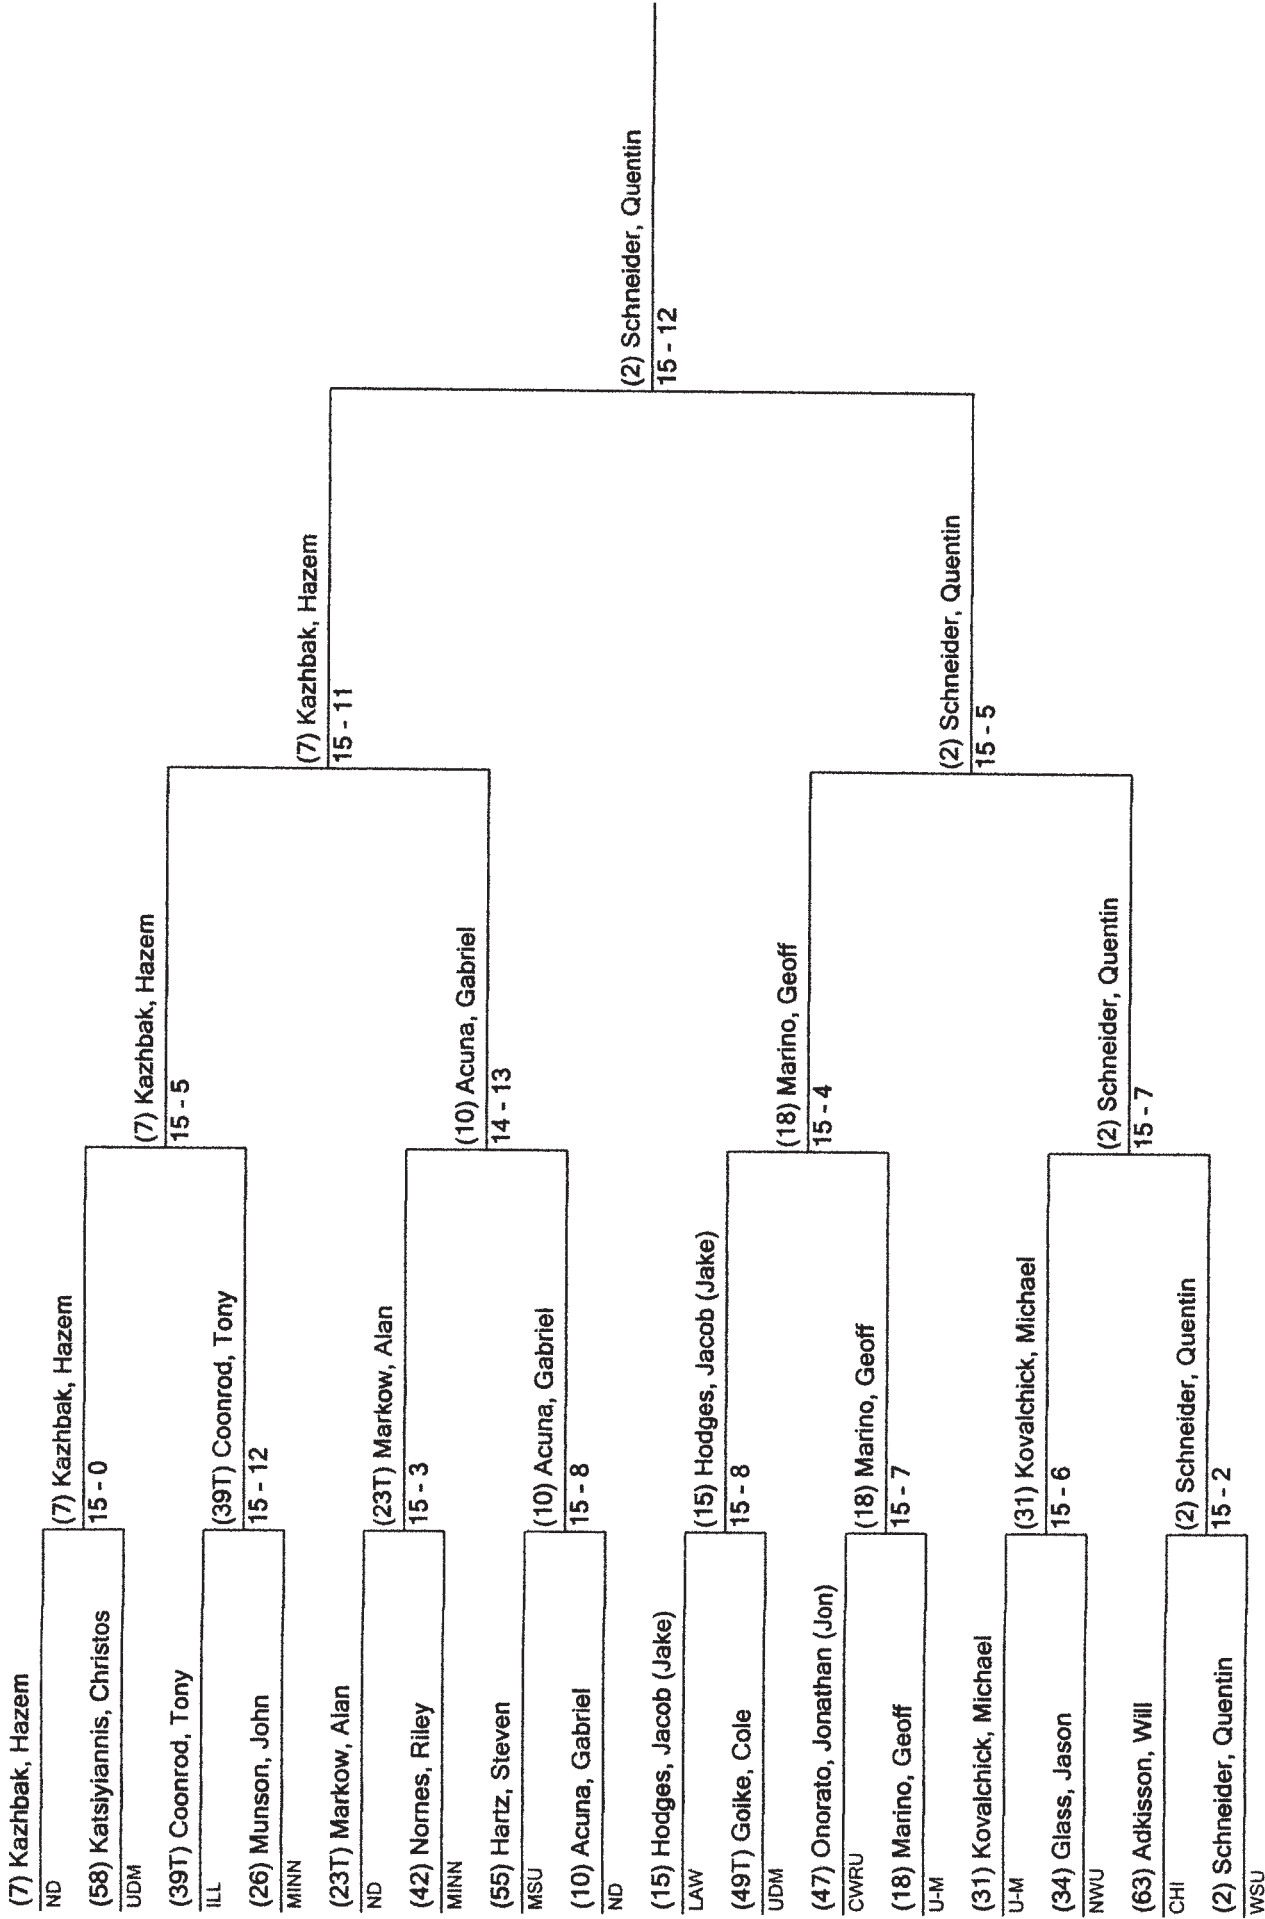 (7) Kazhbak, Hazem
ND
(58) Katsiyiannis, Christos
UDM
(39T) Coonrod, Tony
ILL
(26) Munson, John
MINN
(23T) Markow, Alan
ND
(42) Nornes, Riley
MINN
(55) Hartz, Steven
MSU
(10) Acuna, Gabriel
ND
(15) Hodges, Jacob (Jake)
LAW
(49T) Goike, Cole
UDM
(47) Onorato, Jonathan (Jon)
CWRU
(18) Marino, Geoff
U-M
(31) Kovalchick, Michael
U-M
(34) Glass, Jason
NWU
(63) Adkisson, Will
CHI
(2) Schneider, Quentin
WSU
(7) Kazhbak, Hazem
15 - 0
(39T) Coonrod, Tony
15 - 12
(23T) Markow, Alan
15 - 3
(10) Acuna, Gabriel
15 - 8
(15) Hodges, Jacob (Jake)
15 - 8
(18) Marino, Geoff
15 - 7
(31) Kovalchick, Michael
15 - 6
(2) Schneider, Quentin
15 - 2
(7) Kazhbak, Hazem
15 - 5
(10) Acuna, Gabriel
14 - 13
(18) Marino, Geoff
15 - 4
(2) Schneider, Quentin
15 - 7
(7) Kazhbak, Hazem
15 - 11
(2) Schneider, Quentin
15 - 5
(2) Schneider, Quentin
15 - 12